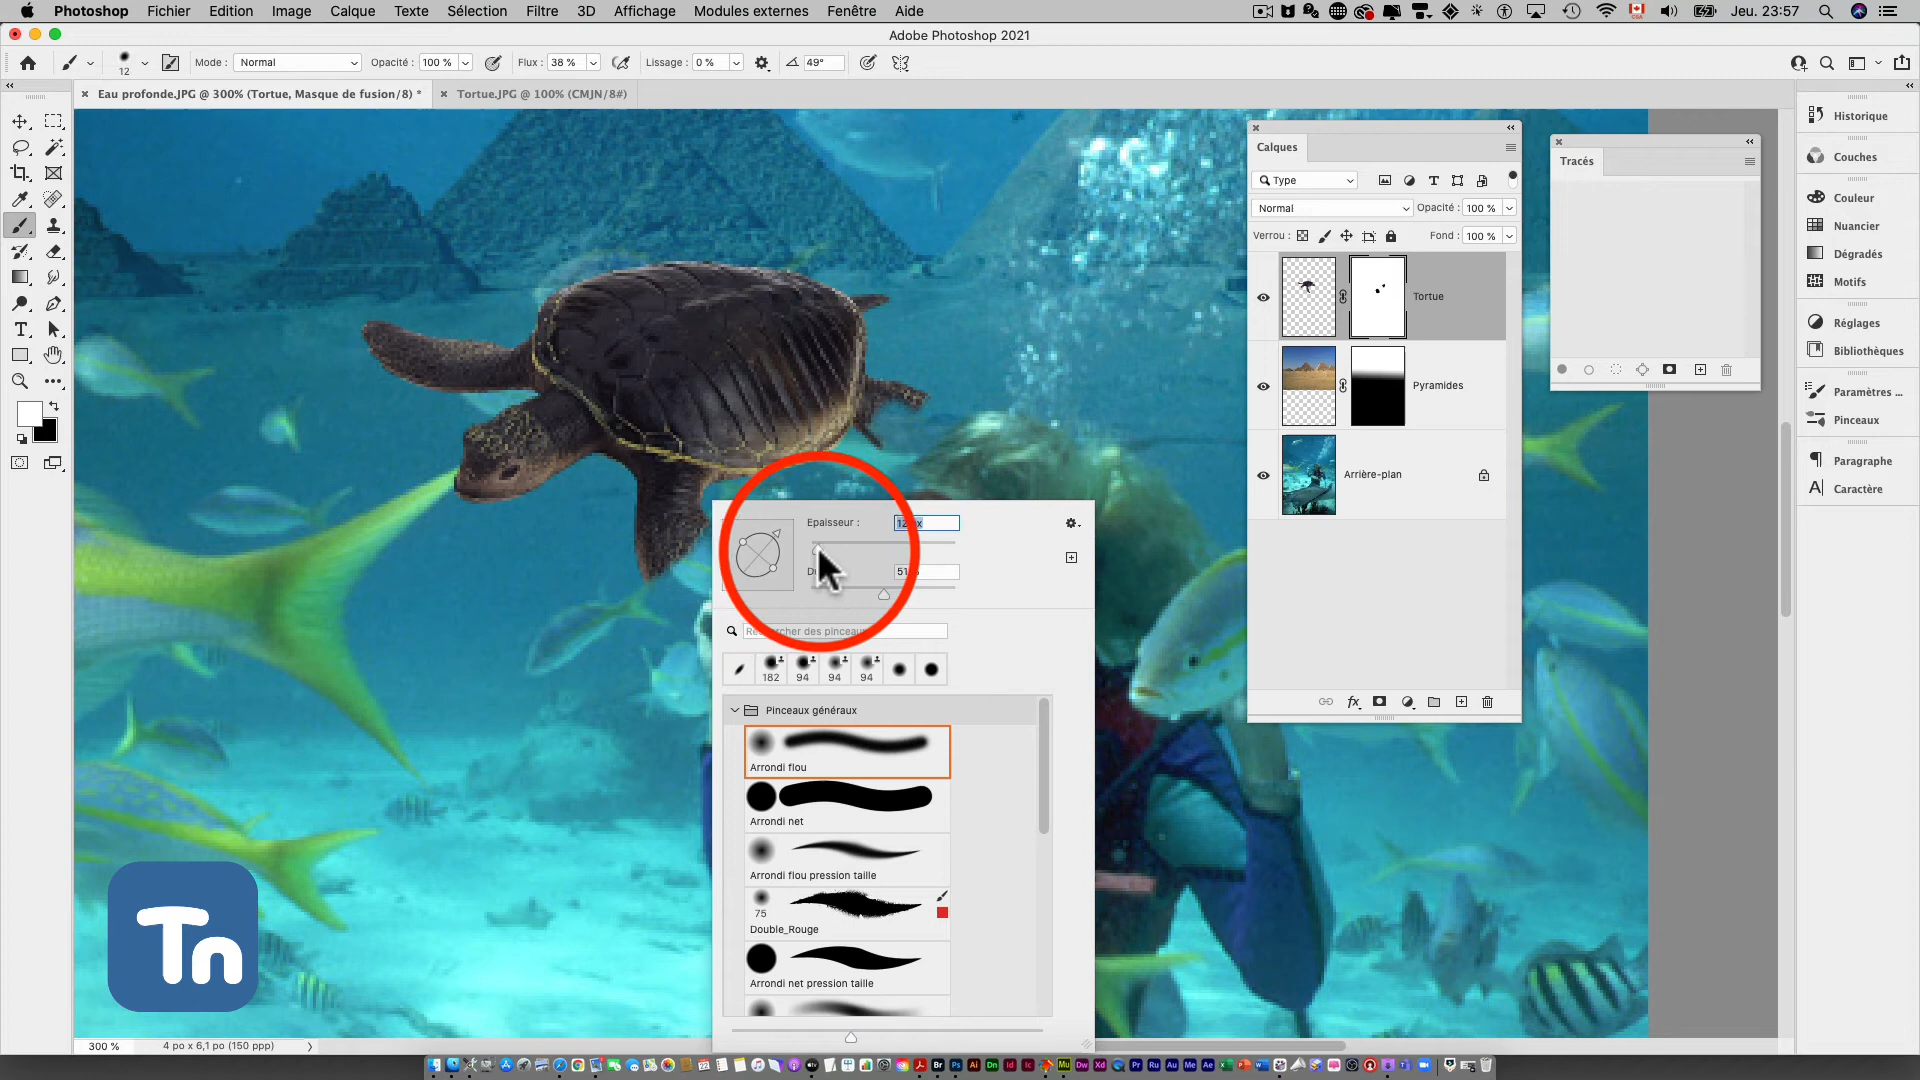 Photoshop Fichier Edition Image Calque Texte Sélection Filtre 3D Affichage Modules externes Fenêtre Aide Jeu. 23:57
Adobe Photoshop 2021
12 Mode : Normal Opacité : 100 % Flux : 38 % Lissage : 0 % 49°
Eau profonde.JPG @ 300% (Tortue, Masque de fusion/8) * Tortue.JPG @ 100% (CMJN/8#)
Calques
Type
Normal Opacité : 100 %
Verrou : Fond : 100 %
Tortue
Pyramides
Arrière-plan
Tracés
Historique
Couches
Couleur
Nuancier
Dégradés
Motifs
Réglages
Bibliothèques
Paramètres ...
Pinceaux
Paragraphe
Caractère
Epaisseur :
Rechercher des pinceaux
182 94 94 94
Pinceaux généraux
Arrondi flou
Arrondi net
Arrondi flou pression taille
75
Double_Rouge
Arrondi net pression taille
Tn
300 % 4 po x 6,1 po (150 ppp)